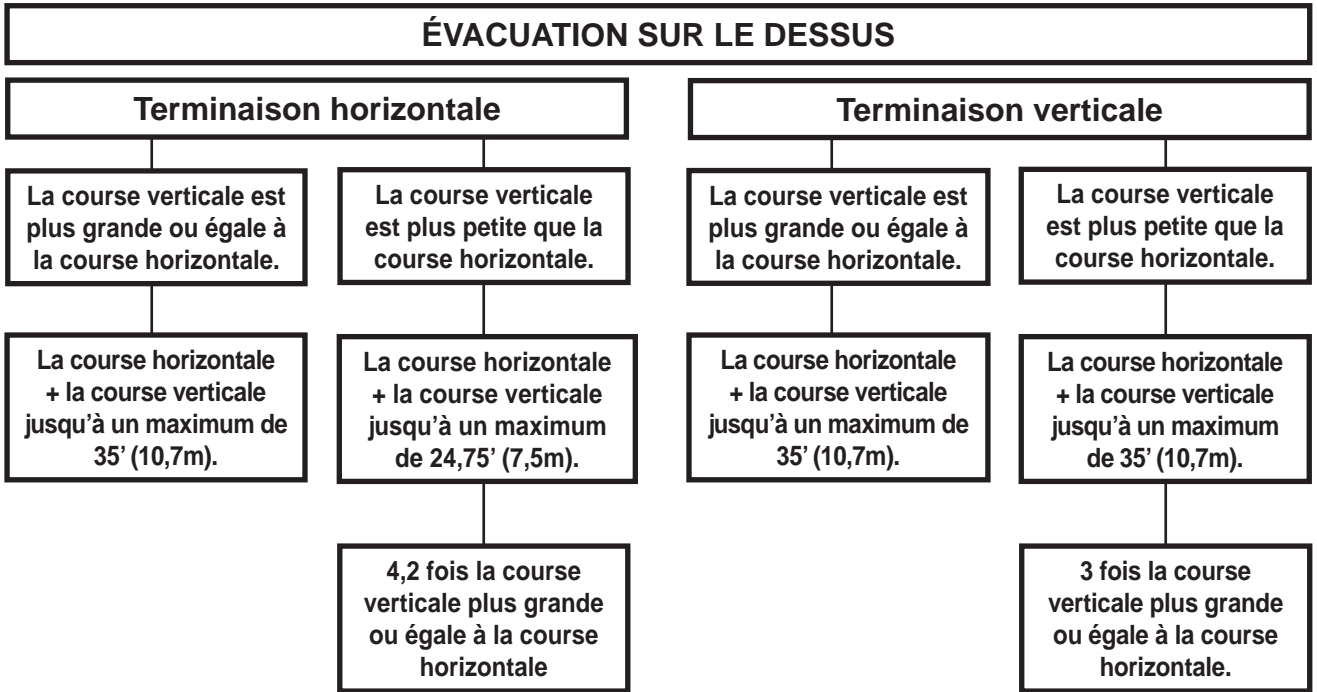 ÉVACUATION SUR LE DESSUS
Terminaison horizontale
La course verticale est
plus grande ou égale à
la course horizontale.
La course horizontale
+ la course verticale
jusqu’à un maximum de
35’ (10,7m).
La course verticale
est plus petite que la
course horizontale.
La course horizontale
+ la course verticale
jusqu’à un maximum
de 24,75’ (7,5m).
4,2 fois la course
verticale plus grande
ou égale à la course
horizontale
Terminaison verticale
La course verticale est
plus grande ou égale à
la course horizontale.
La course horizontale
+ la course verticale
jusqu’à un maximum de
35’ (10,7m).
La course verticale
est plus petite que la
course horizontale.
La course horizontale
+ la course verticale
jusqu’à un maximum
de 35’ (10,7m).
3 fois la course
verticale plus grande
ou égale à la course
horizontale.